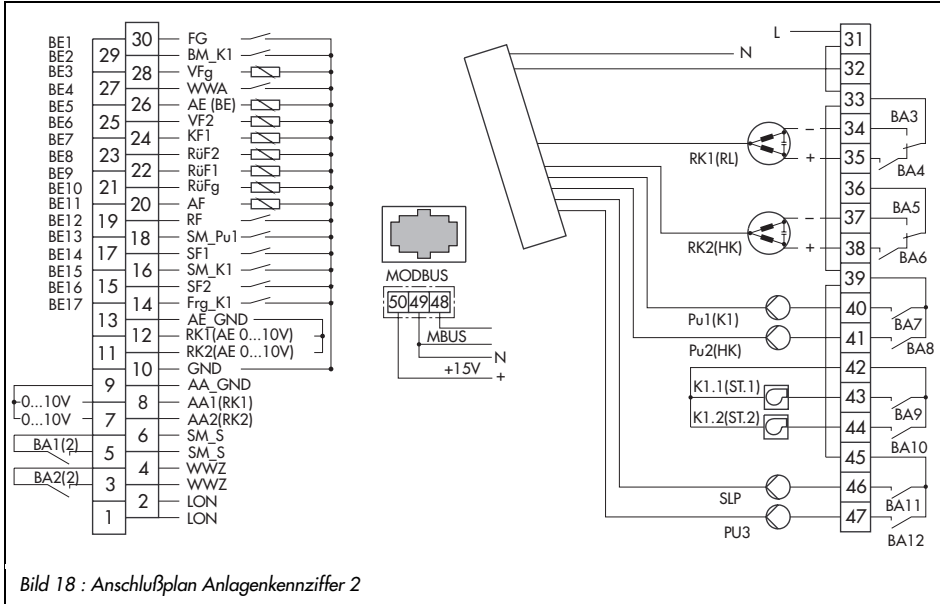 BE1
BE2
BE3
BE4
BE5
BE6
BE7
BE8
BE9
BE10
BE11
BE12
BE13
BE14
BE15
BE16
BE17
30 FG
29 BM_K1
28 VFg
27 WWA
26 AE (BE)
25 VF2
24 KF1
23 RüF2
22 RüF1
21 RüFg
20 AF
19 RF
18 SM_Pu1
17 SF1
16 SM_K1
15 SF2
14 Frg_K1
13 AE_GND
12 RK1(AE 0...10V)
11 RK2(AE 0...10V)
10 GND
9 AA_GND
0...10V 8 AA1(RK1)
0...10V 7 AA2(RK2)
6 SM_S
BA1(2) 5 SM_S
4 WWZ
BA2(2) 3 WWZ
2 LON
1 LON
MODBUS
50 49 48
MBUS
N
+15V +
L 31
N 32
33
BA3
– 34
RK1(RL) + 35
BA4
36
BA5
– 37
RK2(HK) + 38
BA6
39
40
Pu1(K1) BA7
41
Pu2(HK) BA8
42
K1.1(ST.1) 43
BA9
K1.2(ST.2) 44
BA10
45
46
SLP BA11
47
PU3 BA12
Bild 18 : Anschlußplan Anlagenkennziffer 2